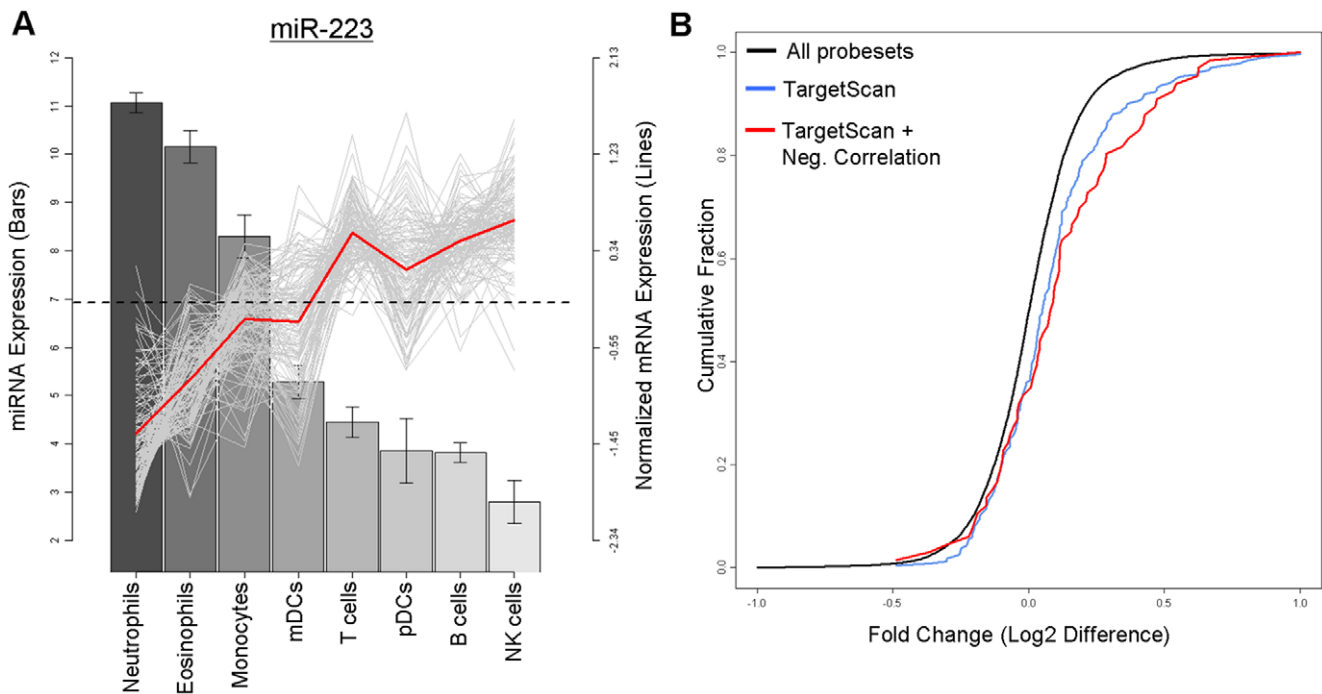 A
miR-223
miRNA Expression (Bars)
12
11
10
9
8
7
6
5
4
3
2
2.13
1.23
0.34
-0.55
-1.45
-2.34
Normalized mRNA Expression (Lines)
Neutrophils
Eosinophils
Monocytes
mDCs
T cells
pDCs
B cells
NK cells
B
All probesets
TargetScan
TargetScan +
Neg. Correlation
Cumulative Fraction
1.0
0.8
0.6
0.4
0.2
0.0
-1.0
-0.5
0.0
0.5
1.0
Fold Change (Log2 Difference)